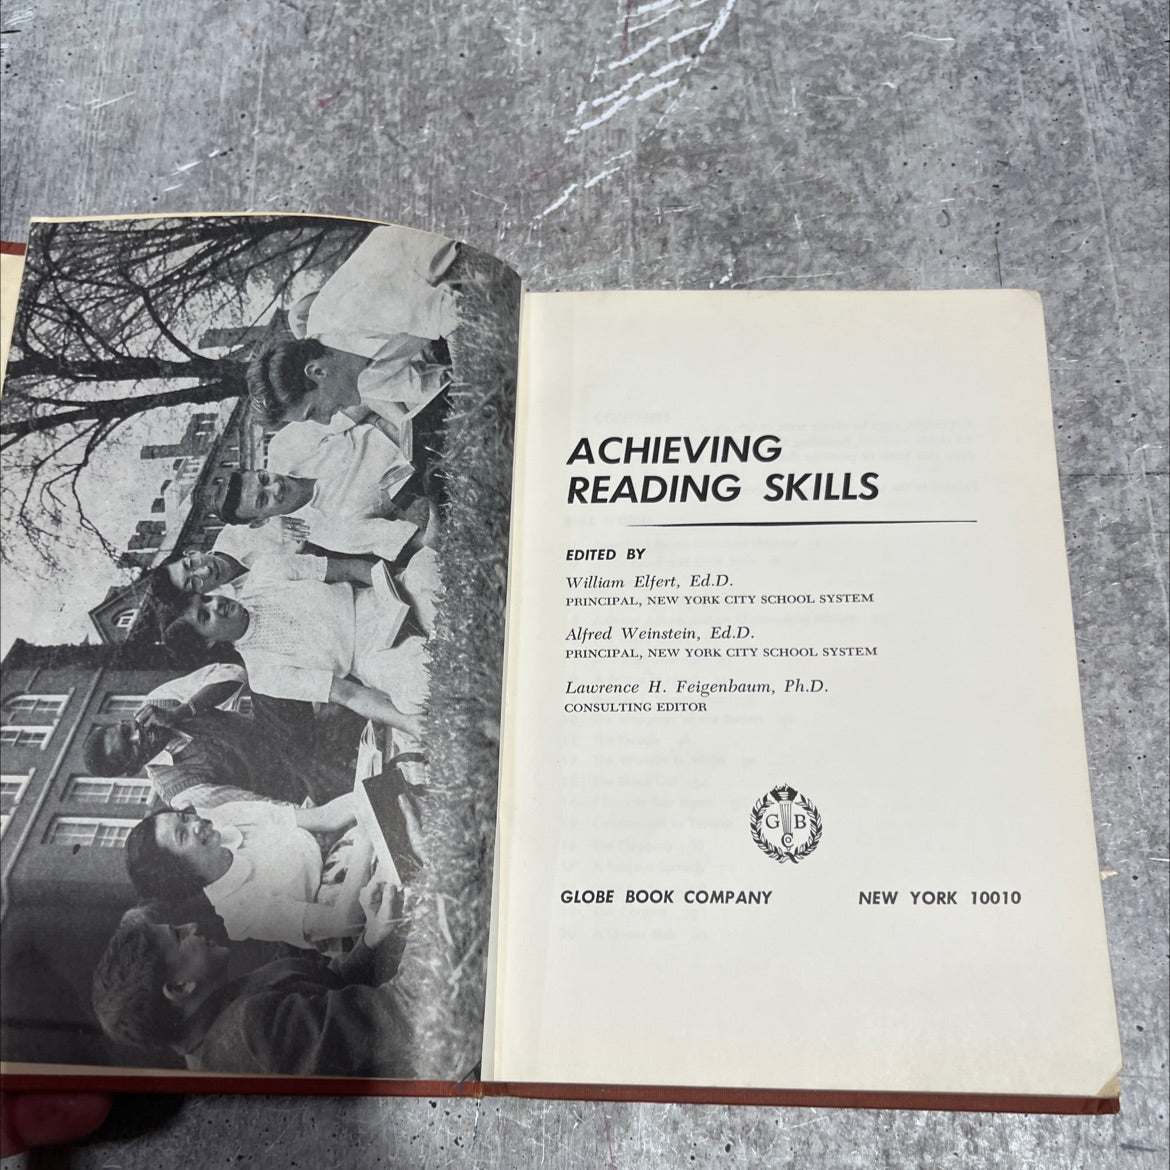 ACHIEVING
READING SKILLS
EDITED BY
William Elfert, Ed.D.
PRINCIPAL, NEW YORK CITY SCHOOL SYSTEM
Alfred Weinstein, Ed.D.
PRINCIPAL, NEW YORK CITY SCHOOL SYSTEM
Lawrence H. Feigenbaum, Ph.D.
CONSULTING EDITOR
G B
C
GLOBE BOOK COMPANY NEW YORK 10010